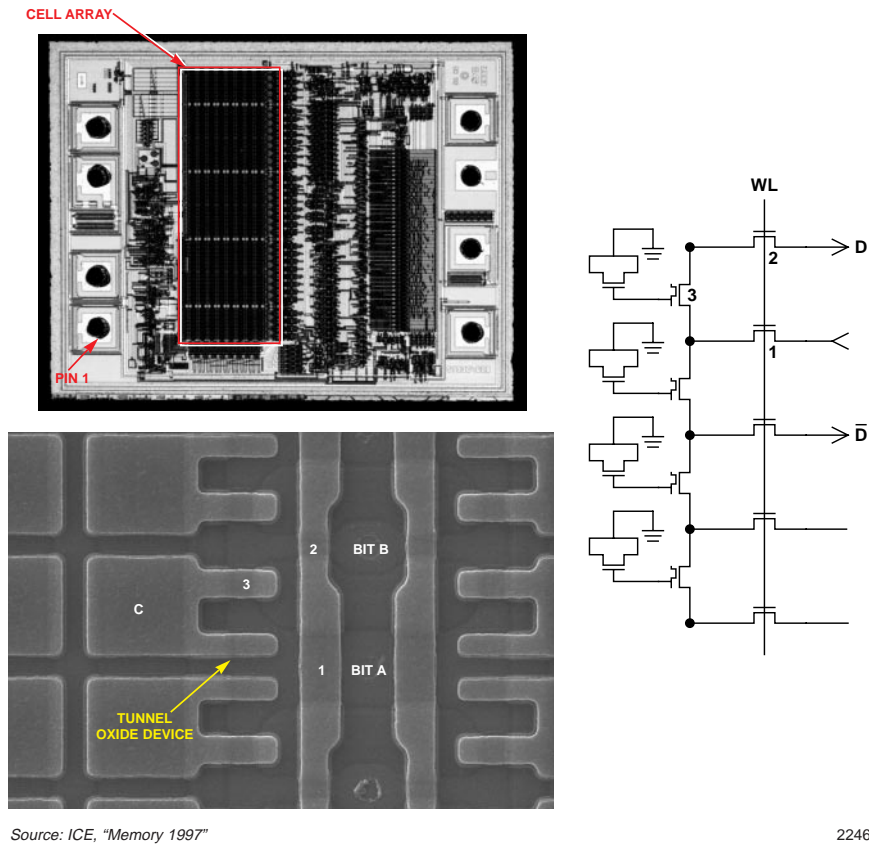 CELL ARRAY
PIN 1
WL
2
D
3
1
D̅
2
BIT B
3
C
1
BIT A
TUNNEL
OXIDE DEVICE
Source: ICE, “Memory 1997”
2246